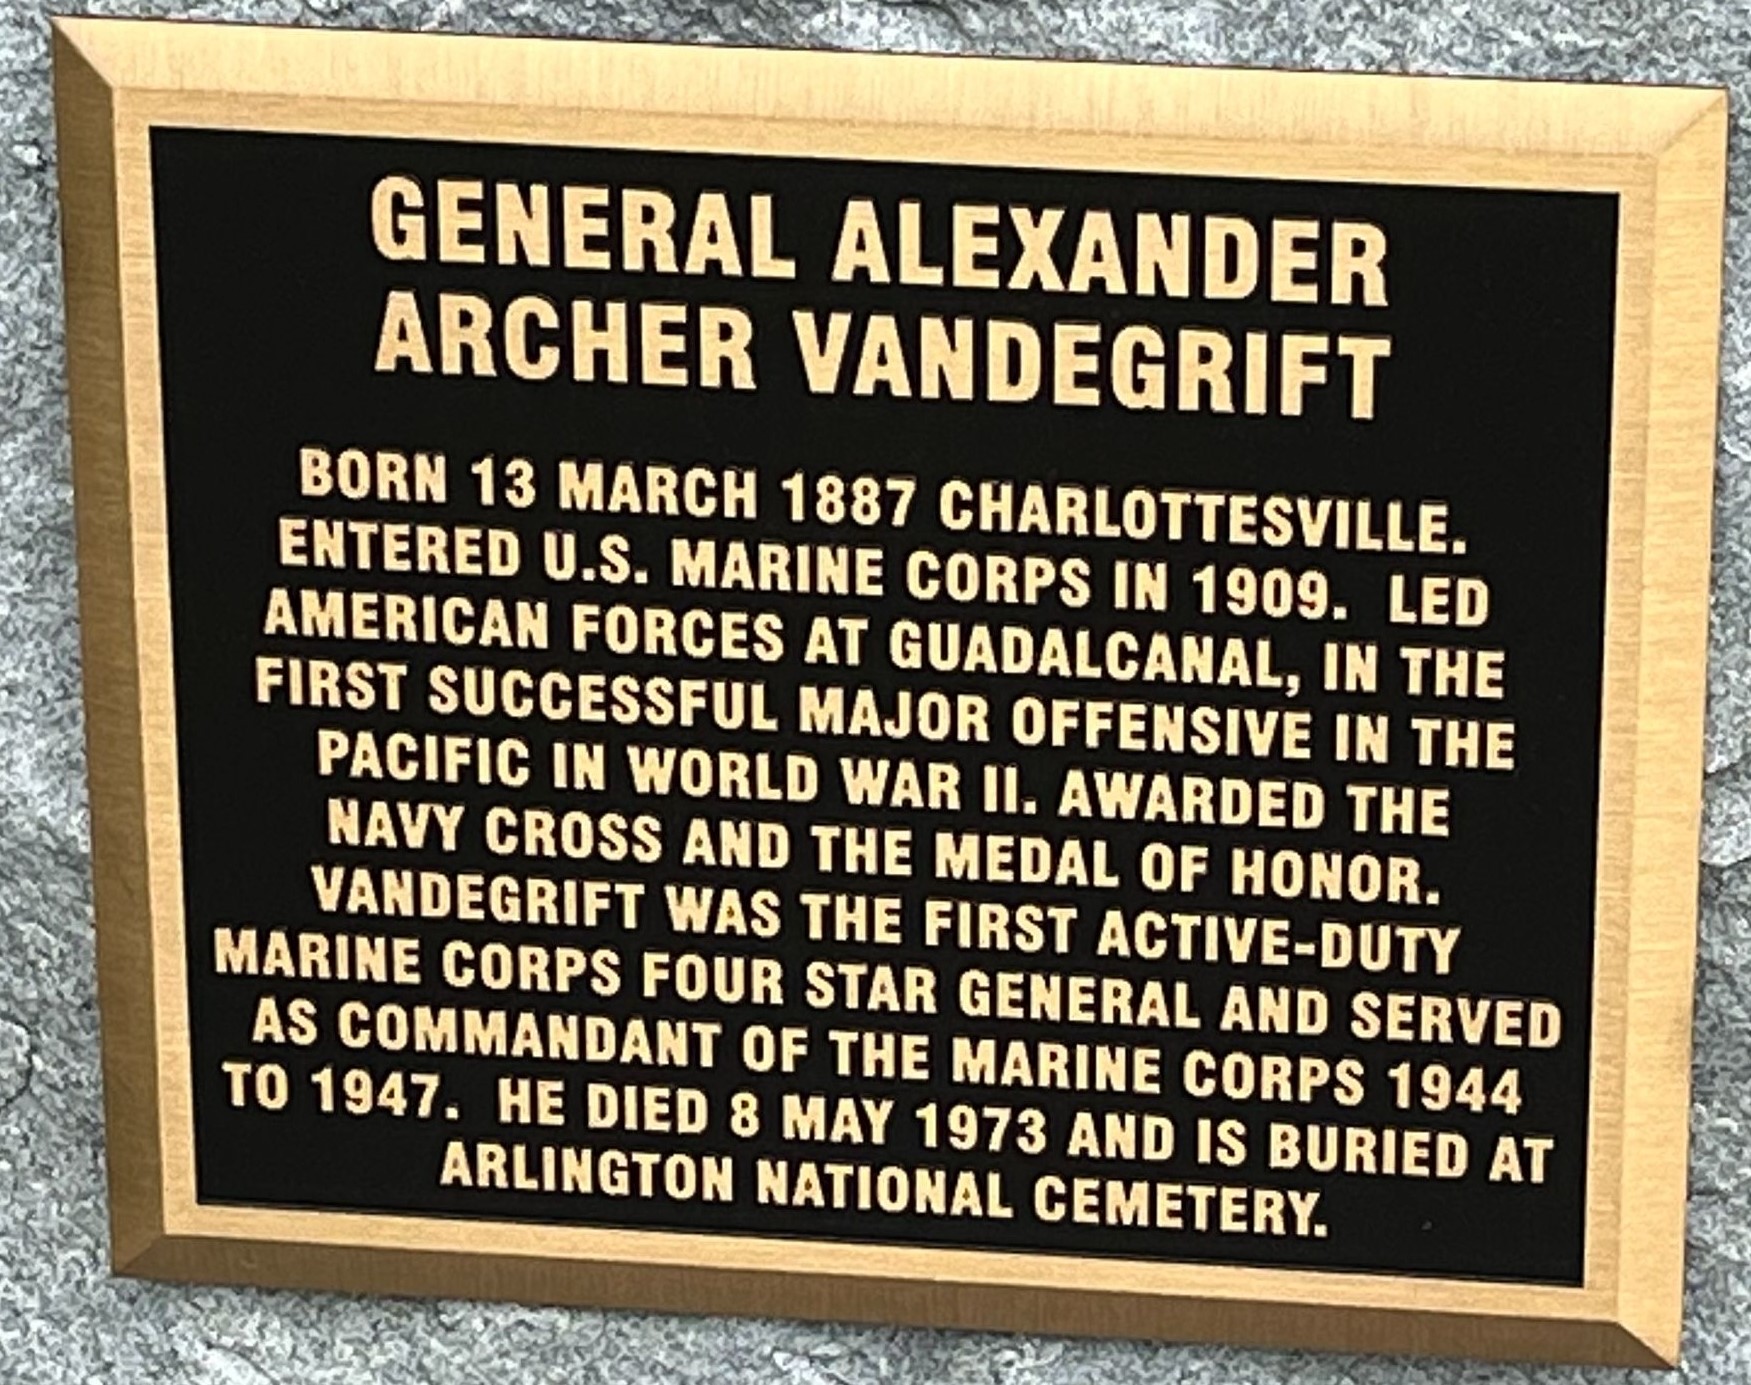 GENERAL ALEXANDER
ARCHER VANDEGRIFT
BORN 13 MARCH 1887 CHARLOTTESVILLE.
ENTERED U.S. MARINE CORPS IN 1909. LED
AMERICAN FORCES AT GUADALCANAL, IN THE
FIRST SUCCESSFUL MAJOR OFFENSIVE IN THE
PACIFIC IN WORLD WAR II. AWARDED THE
NAVY CROSS AND THE MEDAL OF HONOR.
VANDEGRIFT WAS THE FIRST ACTIVE-DUTY
MARINE CORPS FOUR STAR GENERAL AND SERVED
AS COMMANDANT OF THE MARINE CORPS 1944
TO 1947. HE DIED 8 MAY 1973 AND IS BURIED AT
ARLINGTON NATIONAL CEMETERY.